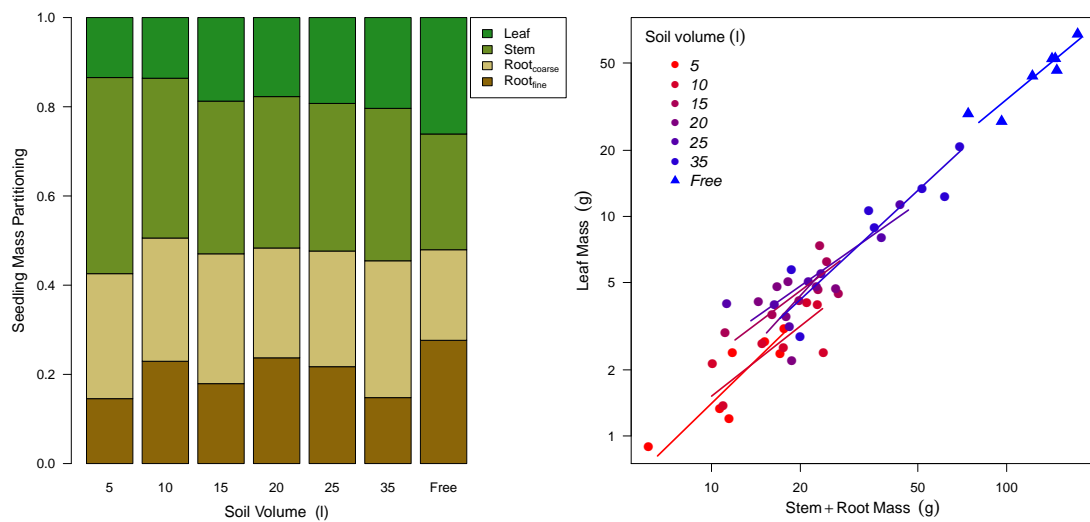 Seedling Mass Partitioning
1.0
0.8
0.6
0.4
0.2
0.0
5 10 15 20 25 35 Free
Soil Volume (l)
Leaf
Stem
Root_coarse
Root_fine
Leaf Mass (g)
50
20
10
5
2
1
10 20 50 100
Stem+Root Mass (g)
Soil volume (l)
5
10
15
20
25
35
Free